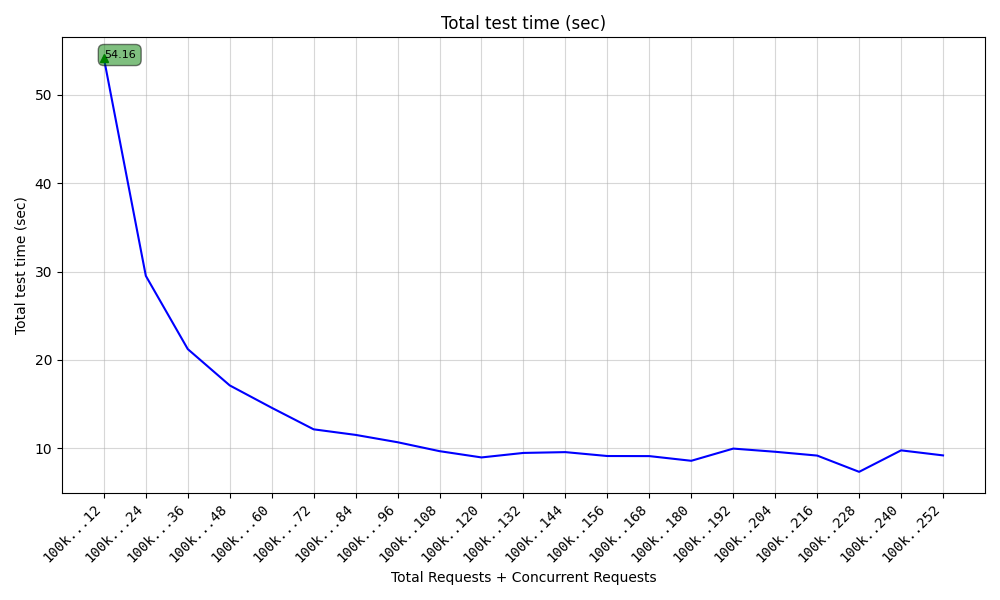 Total test time (sec)
54.16
50
40
30
20
10
Total test time (sec)
100k...12
100k...24
100k...36
100k...48
100k...60
100k...72
100k...84
100k...96
100k..108
100k..120
100k..132
100k..144
100k..156
100k..168
100k..180
100k..192
100k..204
100k..216
100k..228
100k..240
100k..252
Total Requests + Concurrent Requests